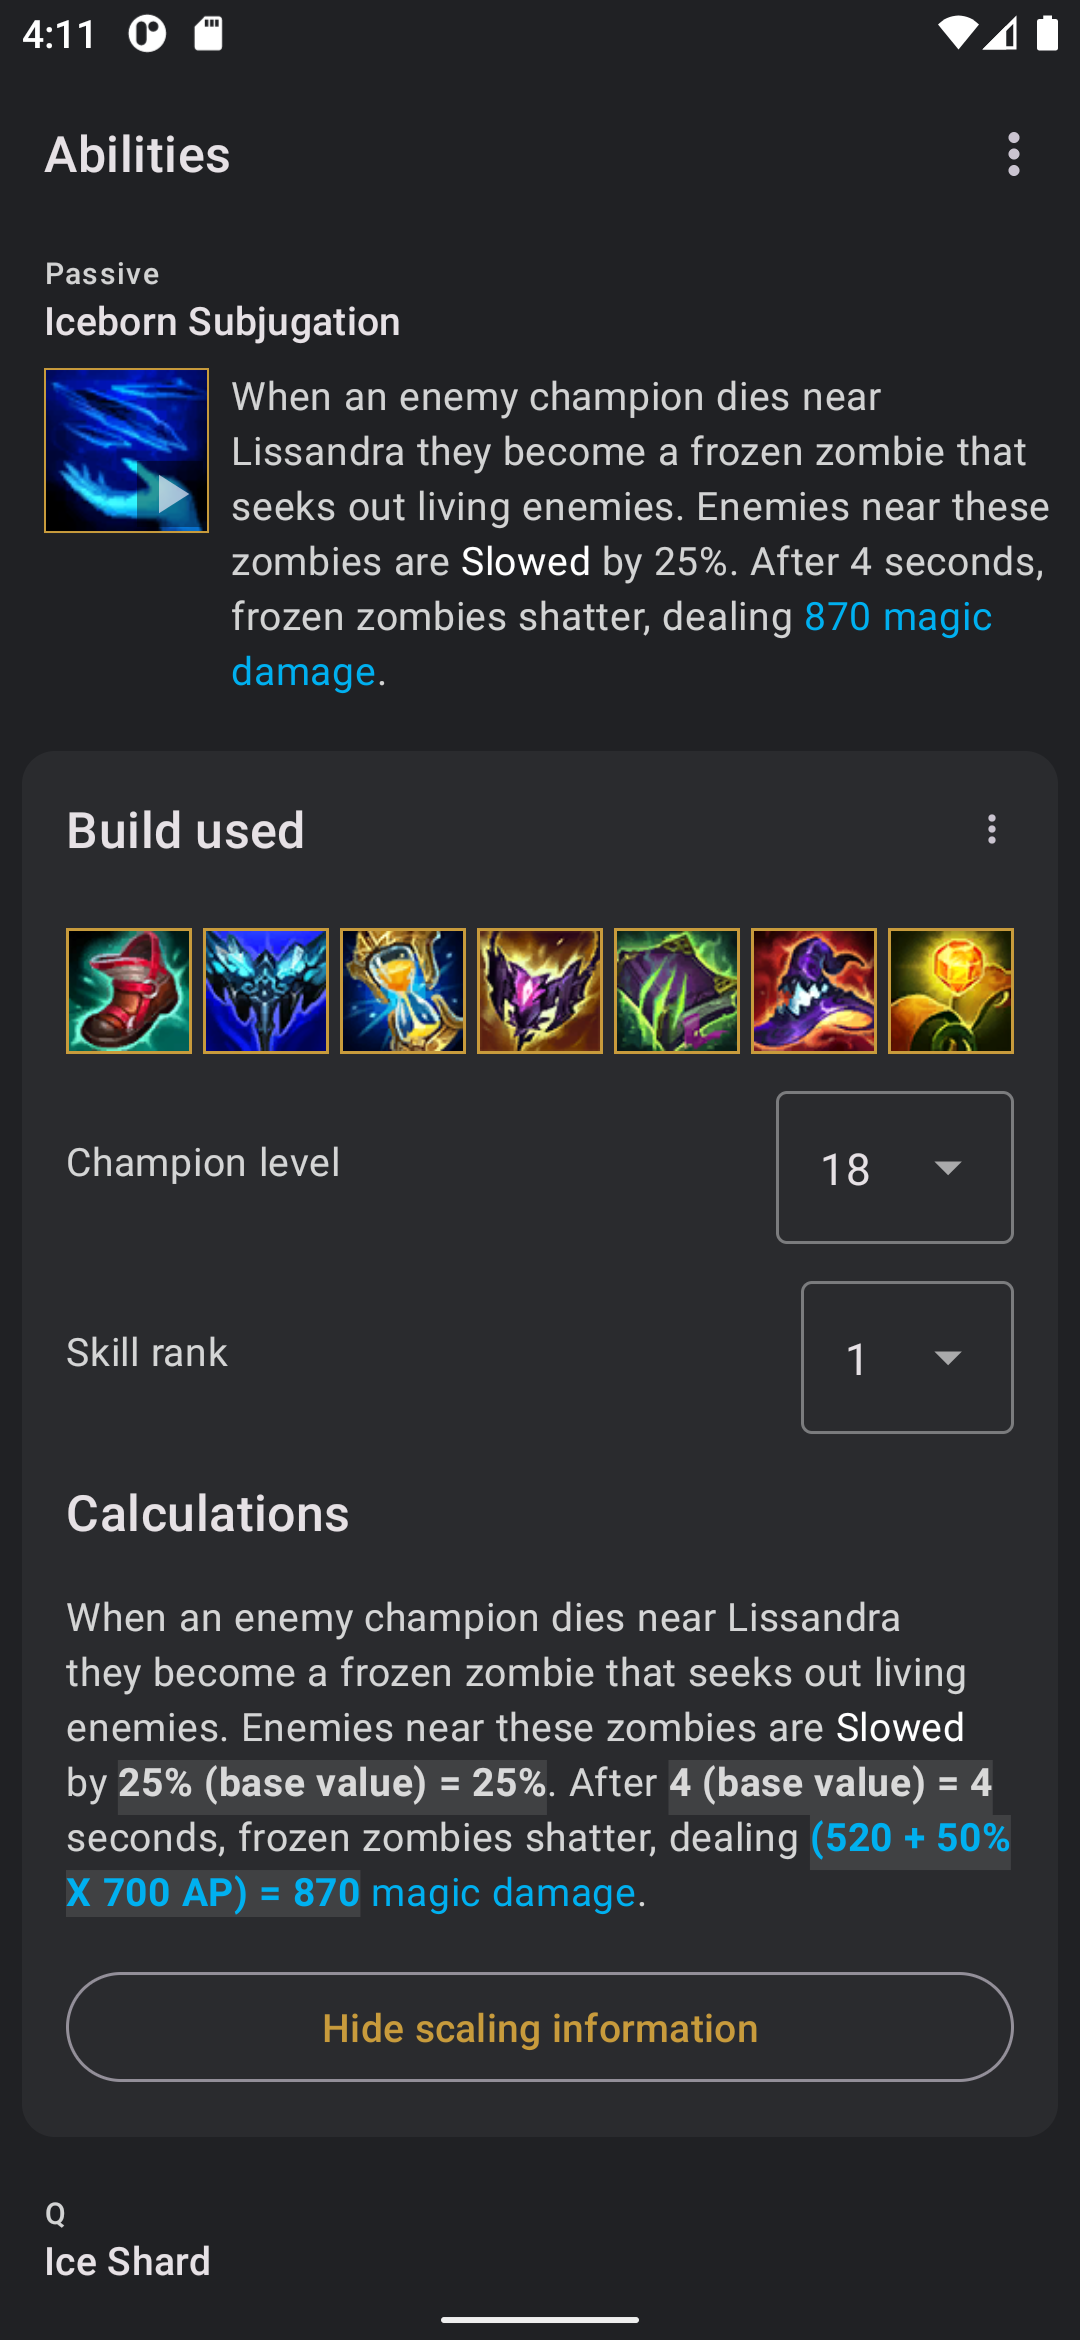 4:11
Abilities
Passive
Iceborn Subjugation
When an enemy champion dies near
Lissandra they become a frozen zombie that
seeks out living enemies. Enemies near these
zombies are Slowed by 25%. After 4 seconds,
frozen zombies shatter, dealing 870 magic
damage.
Build used
Champion level
18
Skill rank
1
Calculations
When an enemy champion dies near Lissandra
they become a frozen zombie that seeks out living
enemies. Enemies near these zombies are Slowed
by 25% (base value) = 25%. After 4 (base value) = 4
seconds, frozen zombies shatter, dealing (520 + 50%
X 700 AP) = 870 magic damage.
Hide scaling information
Q
Ice Shard